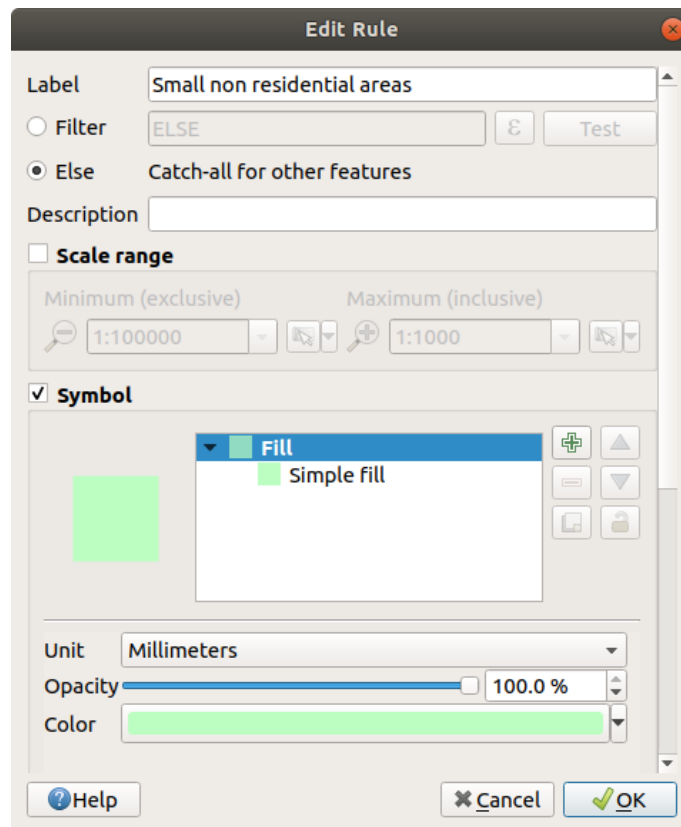 Edit Rule
Label Small non residential areas
Filter ELSE ε Test
Else Catch-all for other features
Description
Scale range
Minimum (exclusive) Maximum (inclusive)
1:100000 1:1000
Symbol
Fill
Simple fill
Unit Millimeters
Opacity 100.0 %
Color
Help Cancel OK